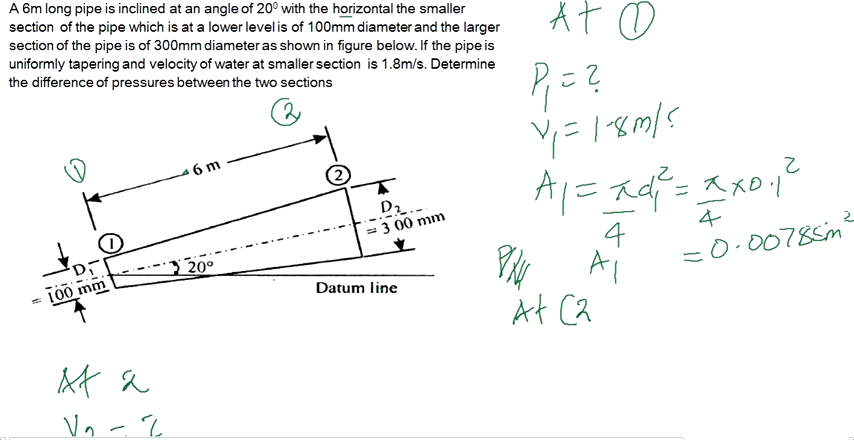 A 6m long pipe is inclined at an angle of 20⁰ with the horizontal the smaller
section of the pipe which is at a lower level is of 100mm diameter and the larger
section of the pipe is of 300mm diameter as shown in figure below. If the pipe is
uniformly tapering and velocity of water at smaller section is 1.8m/s. Determine
the difference of pressures between the two sections
At ①
P₁ = ?
V₁ = 1.8m/s
A₁ = πd₁²/4 = π/4 x 0.1²
= 0.00785m²
A₁
At (2
②
①
6 m
②
①
D₂
= 3 00 mm
D₁
= 100 mm
20°
Datum line
At 2
V₂ = ?